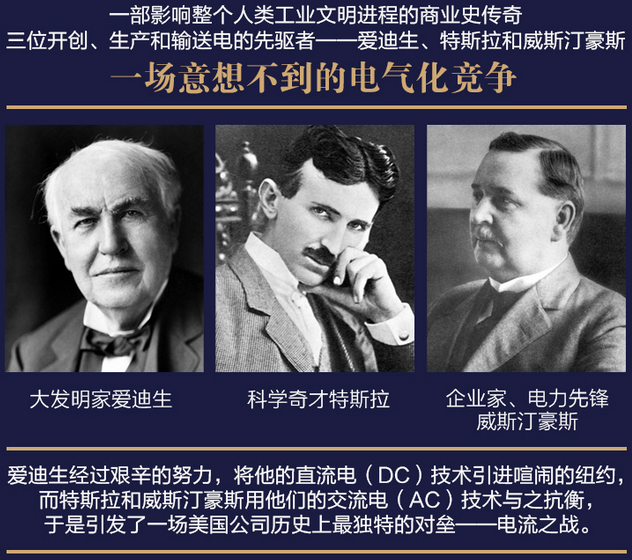 一部影响整个人类工业文明进程的商业史传奇
三位开创、生产和输送电的先驱者——爱迪生、特斯拉和威斯汀豪斯
一场意想不到的电气化竞争
大发明家爱迪生
科学奇才特斯拉
企业家、电力先锋
威斯汀豪斯
爱迪生经过艰辛的努力，将他的直流电（DC）技术引进喧闹的纽约，
而特斯拉和威斯汀豪斯用他们的交流电（AC）技术与之抗衡，
于是引发了一场美国公司历史上最独特的对垒——电流之战。